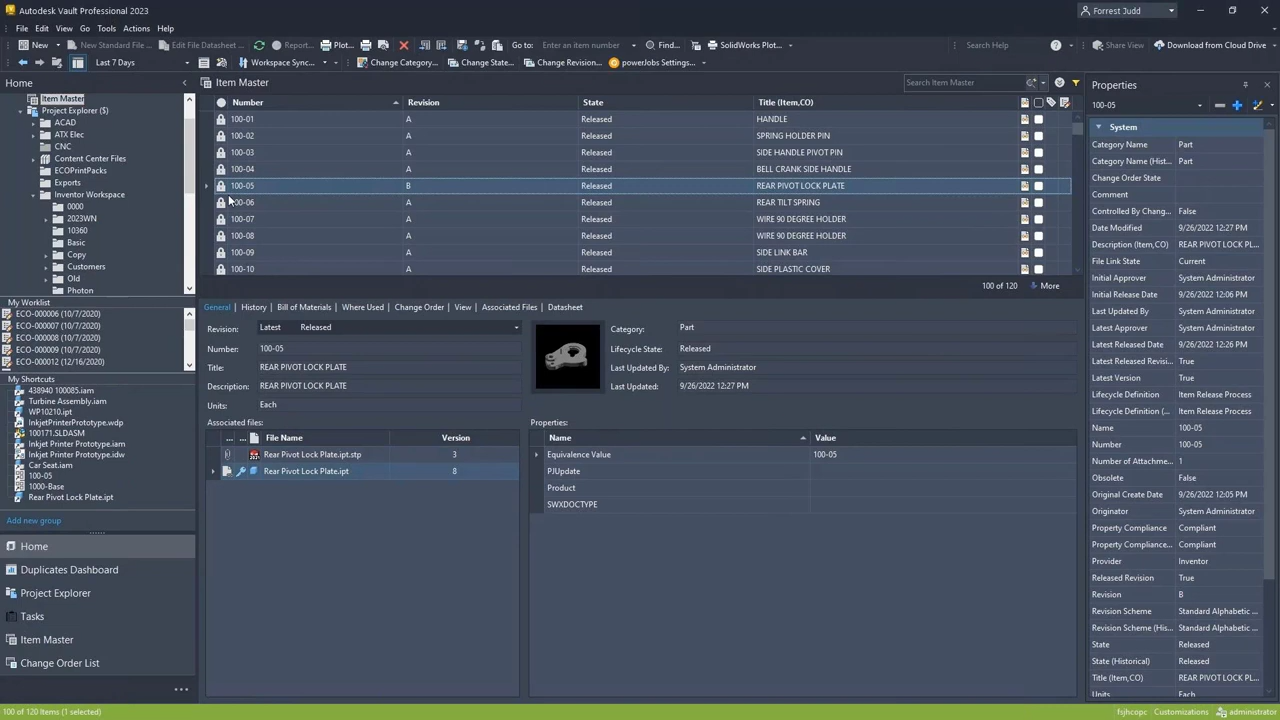 Autodesk Vault Professional 2023
Forrest Judd
File Edit View Go Tools Actions Help
New New Standard File... Edit File Datasheet... Report... Plot... Go to: Enter an item number Find... SolidWorks Plot... Search Help Share View Download from Cloud Drive
Last 7 Days Workspace Sync... Change Category... Change State... Change Revision... powerJobs Settings...
Home
Item Master
Project Explorer ($)
ACAD
ATX Elec
CNC
Content Center Files
ECOPrintPacks
Exports
Inventor Workspace
0000
2023WN
10360
Basic
Copy
Customers
Old
Photon
My Worklist
ECO-000006 (10/7/2020)
ECO-000007 (10/7/2020)
ECO-000008 (10/7/2020)
ECO-000009 (10/7/2020)
ECO-000012 (12/16/2020)
My Shortcuts
438940 100085.iam
Turbine Assembly.iam
WP10210.ipt
InkjetPrinterPrototype.wdp
100171.SLDASM
Inkjet Printer Prototype.iam
Inkjet Printer Prototype.idw
Car Seat.iam
100-05
1000-Base
Rear Pivot Lock Plate.ipt
Add new group
Home
Duplicates Dashboard
Project Explorer
Tasks
Item Master
Change Order List
Item Master
Search Item Master
Number Revision State Title (Item,CO)
100-01 A Released HANDLE
100-02 A Released SPRING HOLDER PIN
100-03 A Released SIDE HANDLE PIVOT PIN
100-04 A Released BELL CRANK SIDE HANDLE
100-05 B Released REAR PIVOT LOCK PLATE
100-06 A Released REAR TILT SPRING
100-07 A Released WIRE 90 DEGREE HOLDER
100-08 A Released WIRE 90 DEGREE HOLDER
100-09 A Released SIDE LINK BAR
100-10 A Released SIDE PLASTIC COVER
100 of 120 More
General History Bill of Materials Where Used Change Order View Associated Files Datasheet
Revision: Latest Released
Number: 100-05
Title: REAR PIVOT LOCK PLATE
Description: REAR PIVOT LOCK PLATE
Units: Each
Category: Part
Lifecycle State: Released
Last Updated By: System Administrator
Last Updated: 9/26/2022 12:27 PM
Associated files:
... ... File Name Version
Rear Pivot Lock Plate.ipt.stp 3
Rear Pivot Lock Plate.ipt 8
Properties:
Name Value
Equivalence Value 100-05
PJUpdate
Product
SWXDOCTYPE
Properties
100-05
System
Category Name Part
Category Name (Hist... Part
Change Order State
Comment
Controlled By Chang... False
Date Modified 9/26/2022 12:27 PM
Description (Item,CO) REAR PIVOT LOCK PL...
File Link State Current
Initial Approver System Administrator
Initial Release Date 9/26/2022 12:06 PM
Last Updated By System Administrator
Latest Approver System Administrator
Latest Released Date 9/26/2022 12:26 PM
Latest Released Revisi... True
Latest Version True
Lifecycle Definition Item Release Process
Lifecycle Definition (... Item Release Process
Name 100-05
Number 100-05
Number of Attachme... 1
Obsolete False
Original Create Date 9/26/2022 12:05 PM
Originator System Administrator
Property Compliance Compliant
Property Compliance... Compliant
Provider Inventor
Released Revision True
Revision B
Revision Scheme Standard Alphabetic ...
Revision Scheme (His... Standard Alphabetic ...
State Released
State (Historical) Released
Title (Item,CO) REAR PIVOT LOCK PL...
Units Each
100 of 120 Items (1 selected)
fsjhcopc Customizations administrator